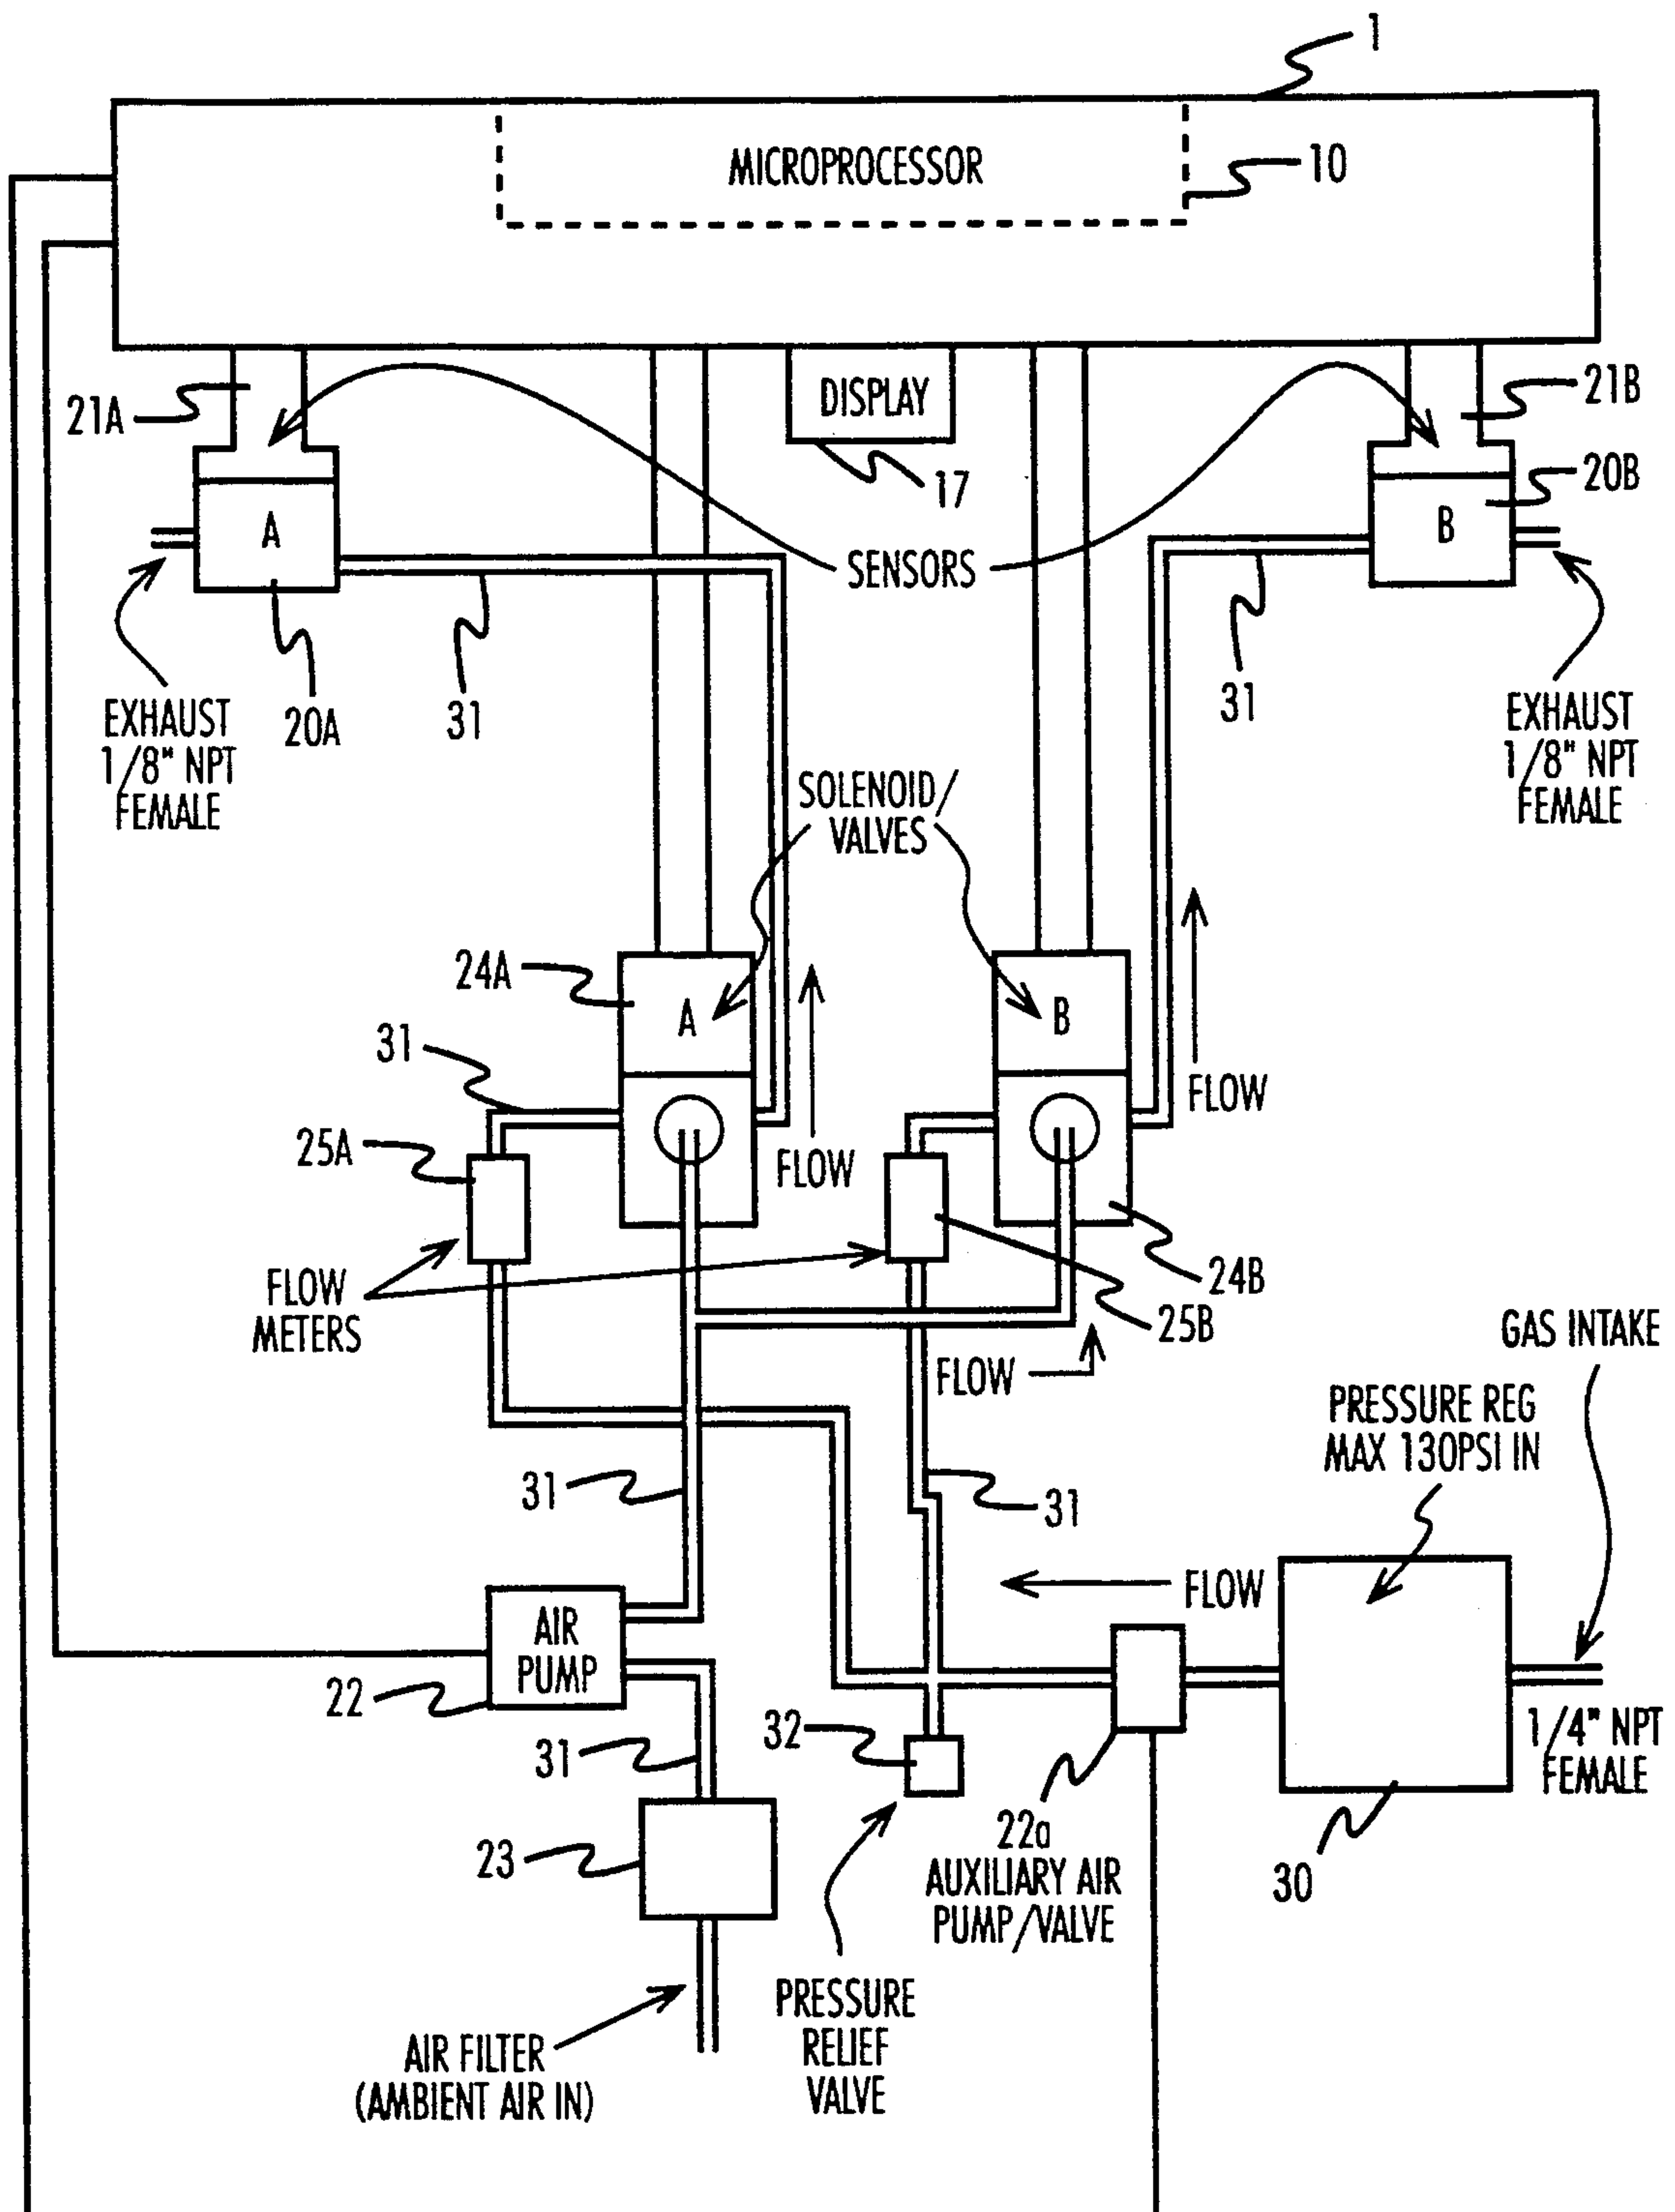 1
MICROPROCESSOR
10
21A
DISPLAY
17
21B
20B
A
SENSORS
B
EXHAUST
1/8" NPT
FEMALE
20A
31
31
EXHAUST
1/8" NPT
FEMALE
SOLENOID/
VALVES
24A
A
B
31
FLOW
25A
FLOW
FLOW
METERS
24B
25B
FLOW
GAS INTAKE
PRESSURE REG
MAX 130PSI IN
31
31
FLOW
AIR
PUMP
22
32
1/4" NPT
FEMALE
31
23
22a
AUXILIARY AIR
PUMP/VALVE
30
PRESSURE
RELIEF
VALVE
AIR FILTER
(AMBIENT AIR IN)